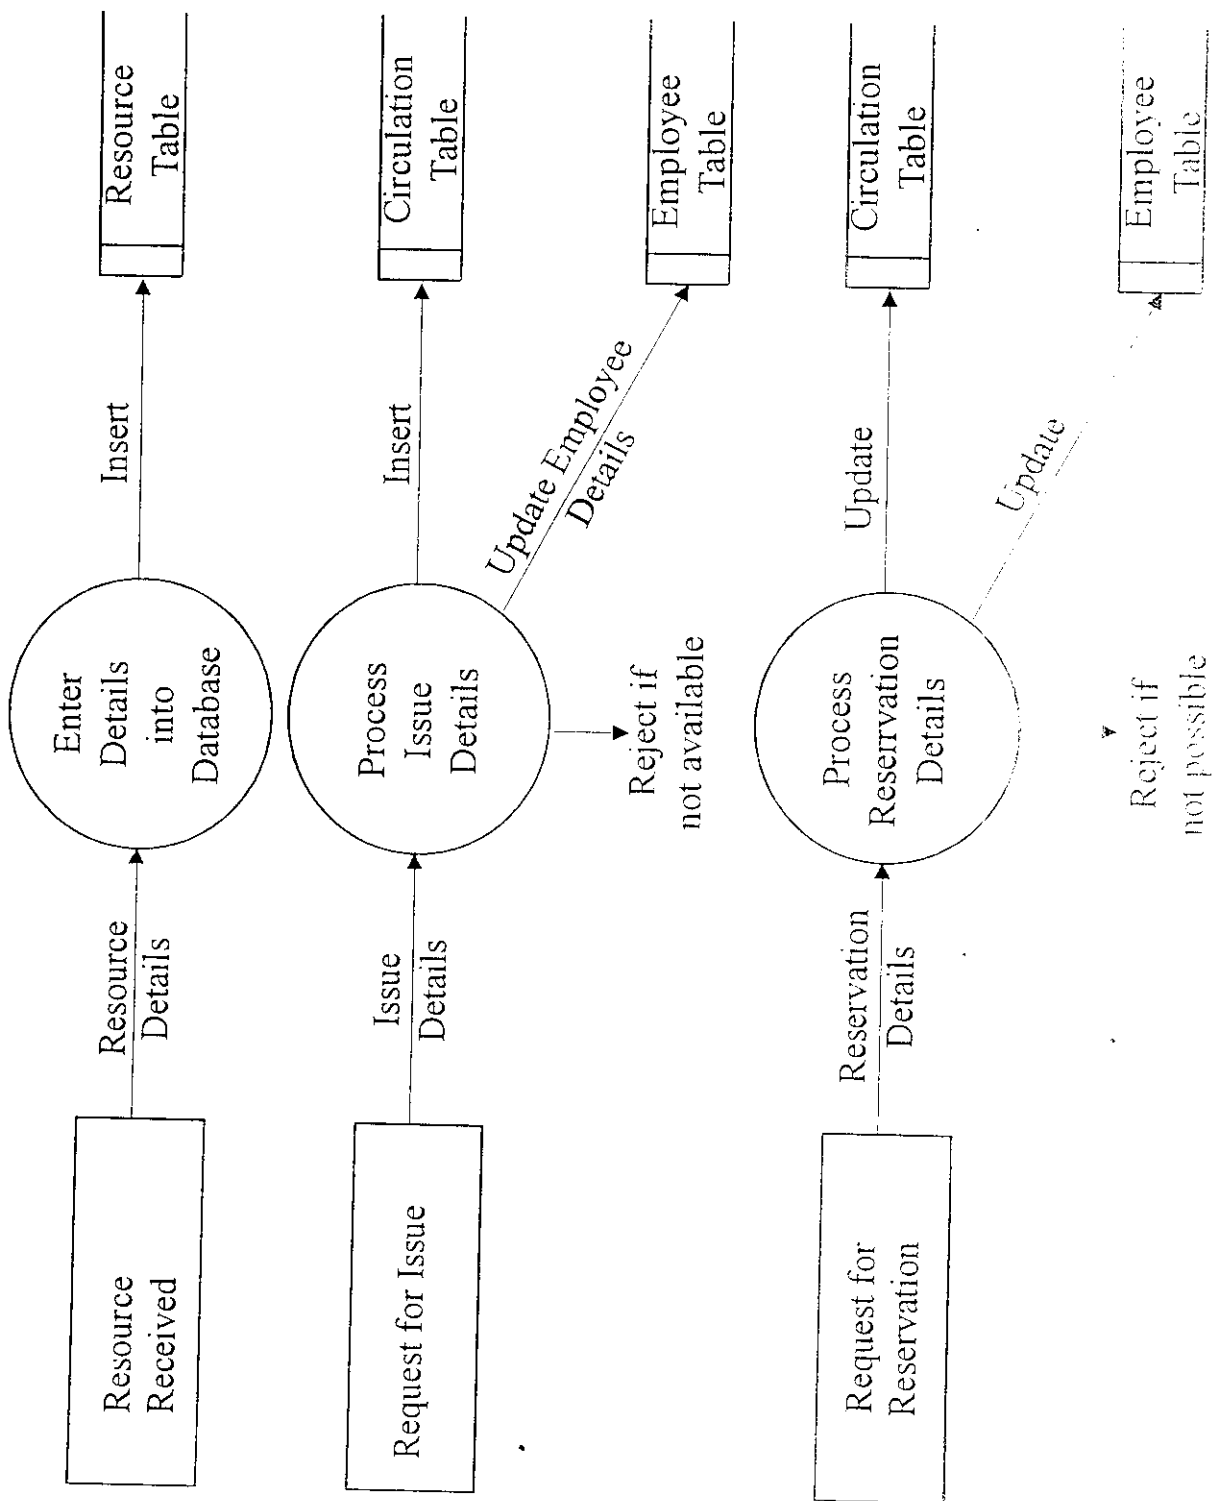 Resource
Received
Resource
Details
Enter
Details
into
Database
Insert
Resource
Table
Request for Issue
Issue
Details
Process
Issue
Details
Insert
Circulation
Table
Update Employee
Details
Employee
Table
Reject if
not available
Request for
Reservation
Reservation
Details
Process
Reservation
Details
Update
Circulation
Table
Update
Employee
Table
Reject if
not possible